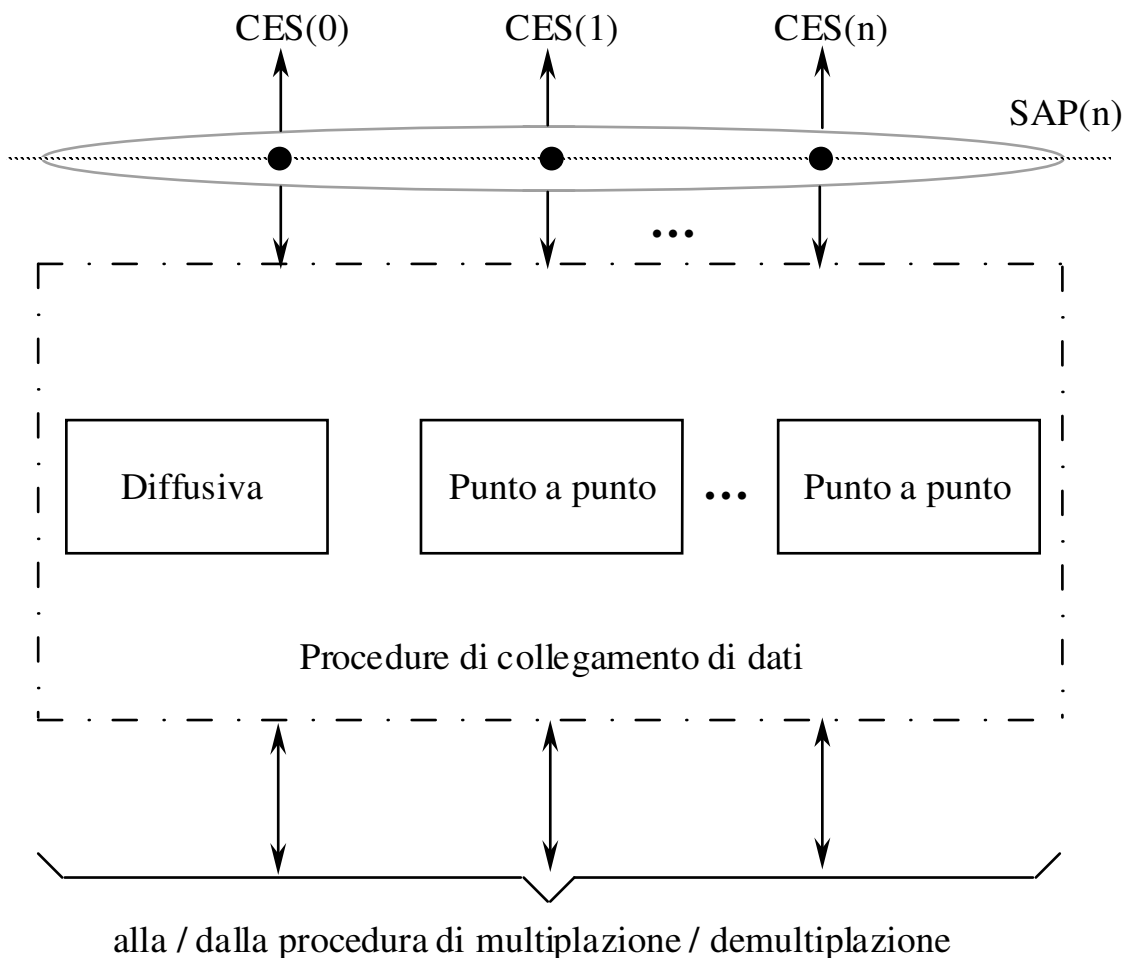 CES(0) CES(1) CES(n)
SAP(n)
...
Diffusiva Punto a punto ... Punto a punto
Procedure di collegamento di dati
alla / dalla procedura di multiplazione / demultiplazione